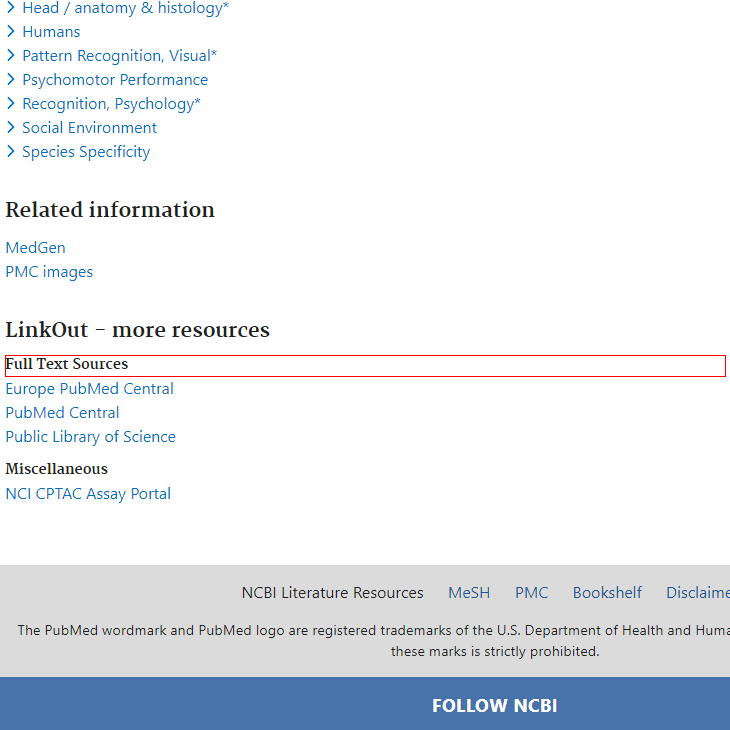 Head / anatomy & histology*
Humans
Pattern Recognition, Visual*
Psychomotor Performance
Recognition, Psychology*
Social Environment
Species Specificity
Related information
MedGen
PMC images
LinkOut - more resources
Full Text Sources
Europe PubMed Central
PubMed Central
Public Library of Science
Miscellaneous
NCI CPTAC Assay Portal
NCBI Literature Resources MeSH PMC Bookshelf Disclaime
The PubMed wordmark and PubMed logo are registered trademarks of the U.S. Department of Health and Huma
these marks is strictly prohibited.
FOLLOW NCBI